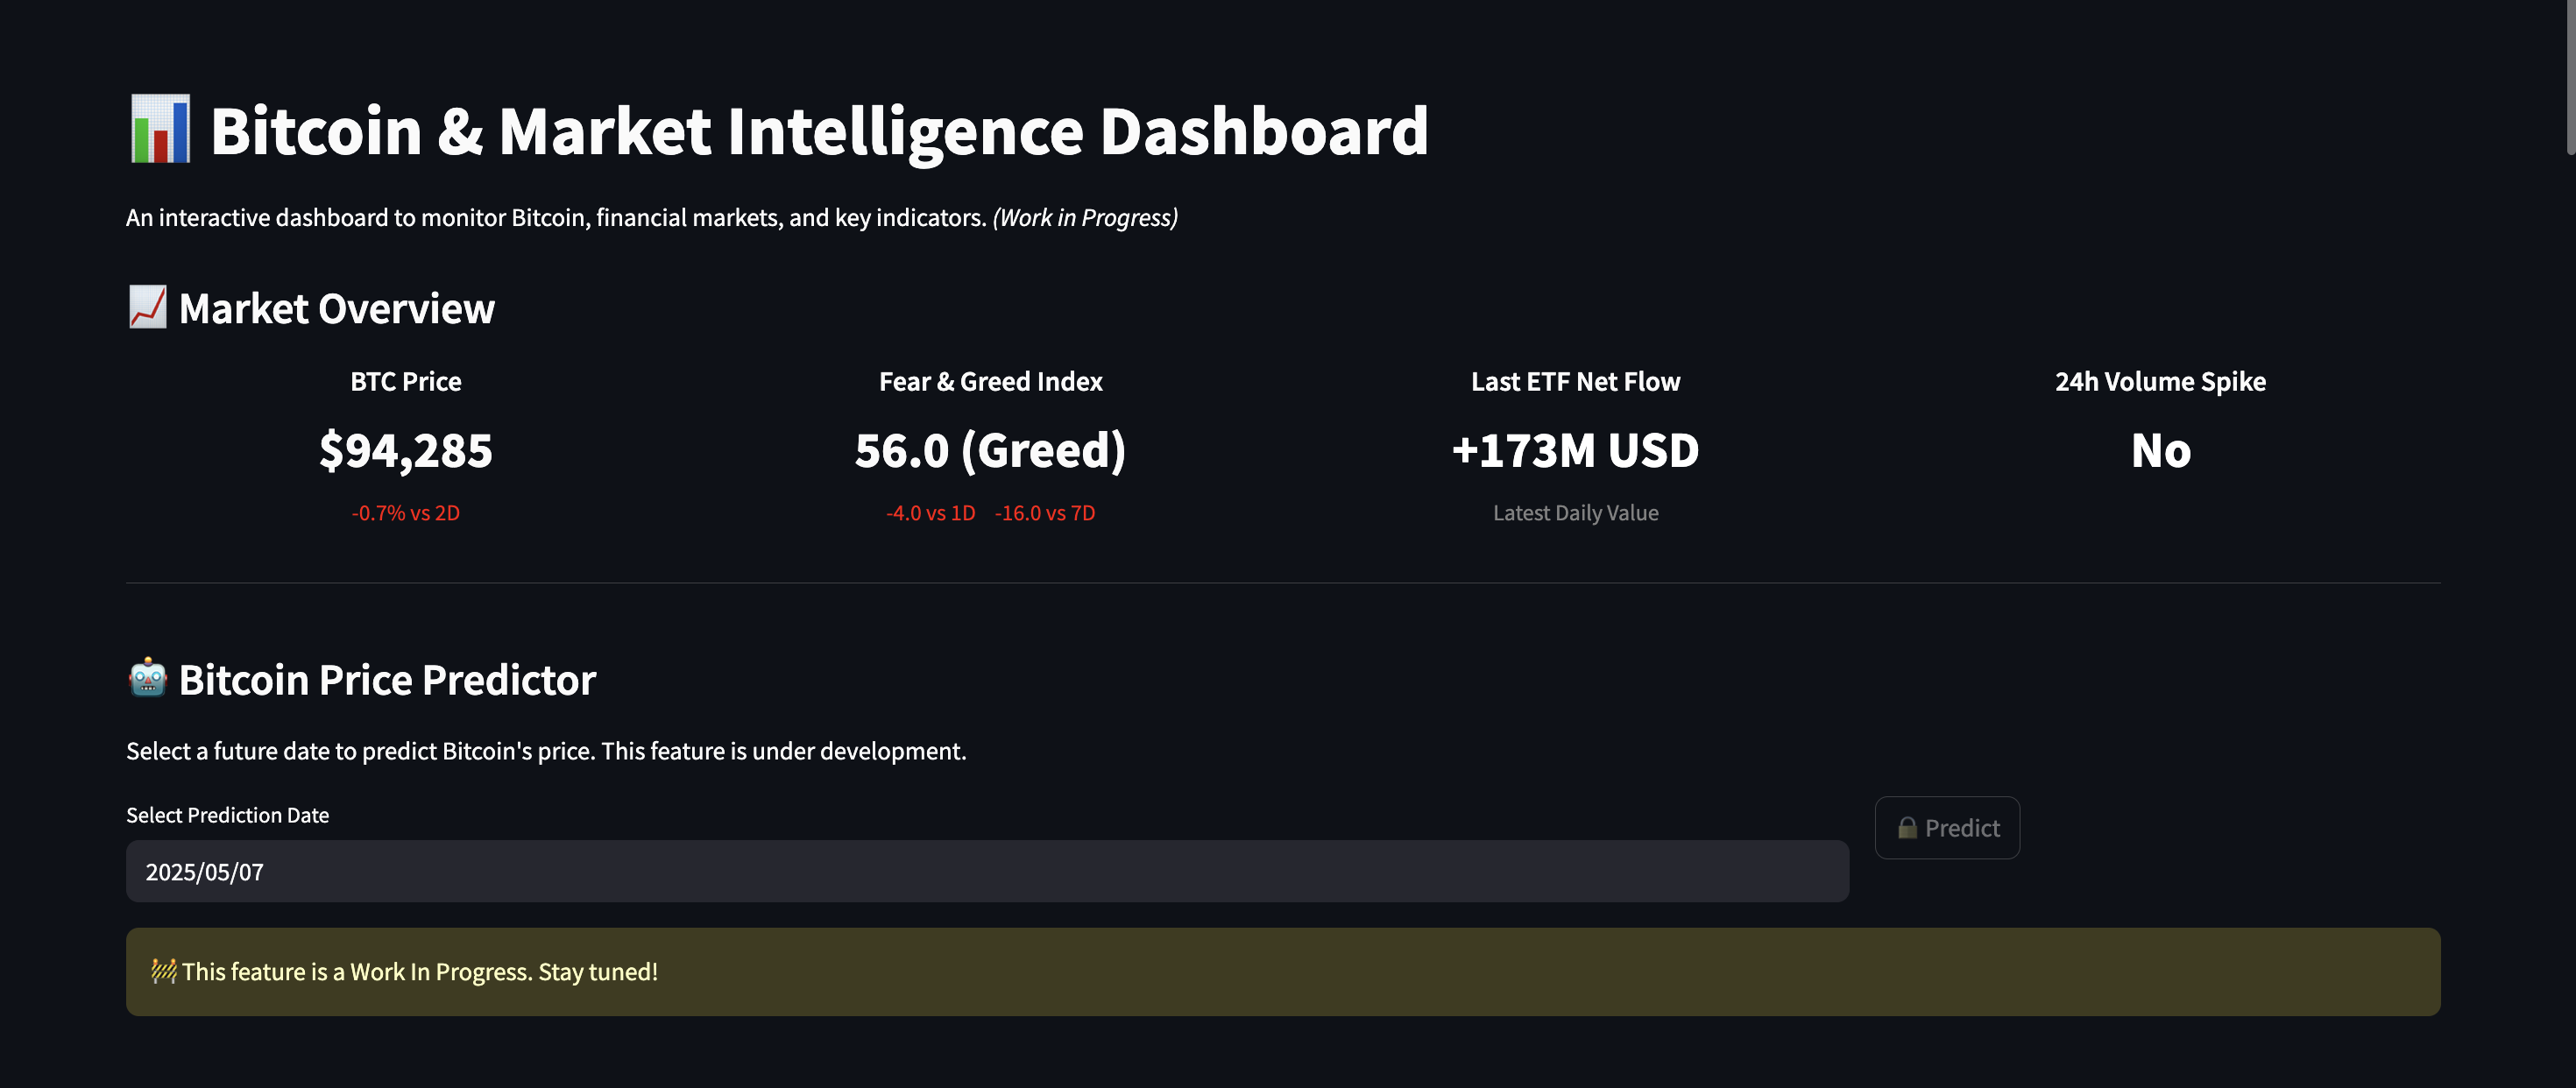 📊 Bitcoin & Market Intelligence Dashboard
An interactive dashboard to monitor Bitcoin, financial markets, and key indicators. (Work in Progress)
📈 Market Overview
BTC Price
$94,285
-0.7% vs 2D
Fear & Greed Index
56.0 (Greed)
-4.0 vs 1D -16.0 vs 7D
Last ETF Net Flow
+173M USD
Latest Daily Value
24h Volume Spike
No
🤖 Bitcoin Price Predictor
Select a future date to predict Bitcoin's price. This feature is under development.
Select Prediction Date
2025/05/07
🔒 Predict
🚧 This feature is a Work In Progress. Stay tuned!